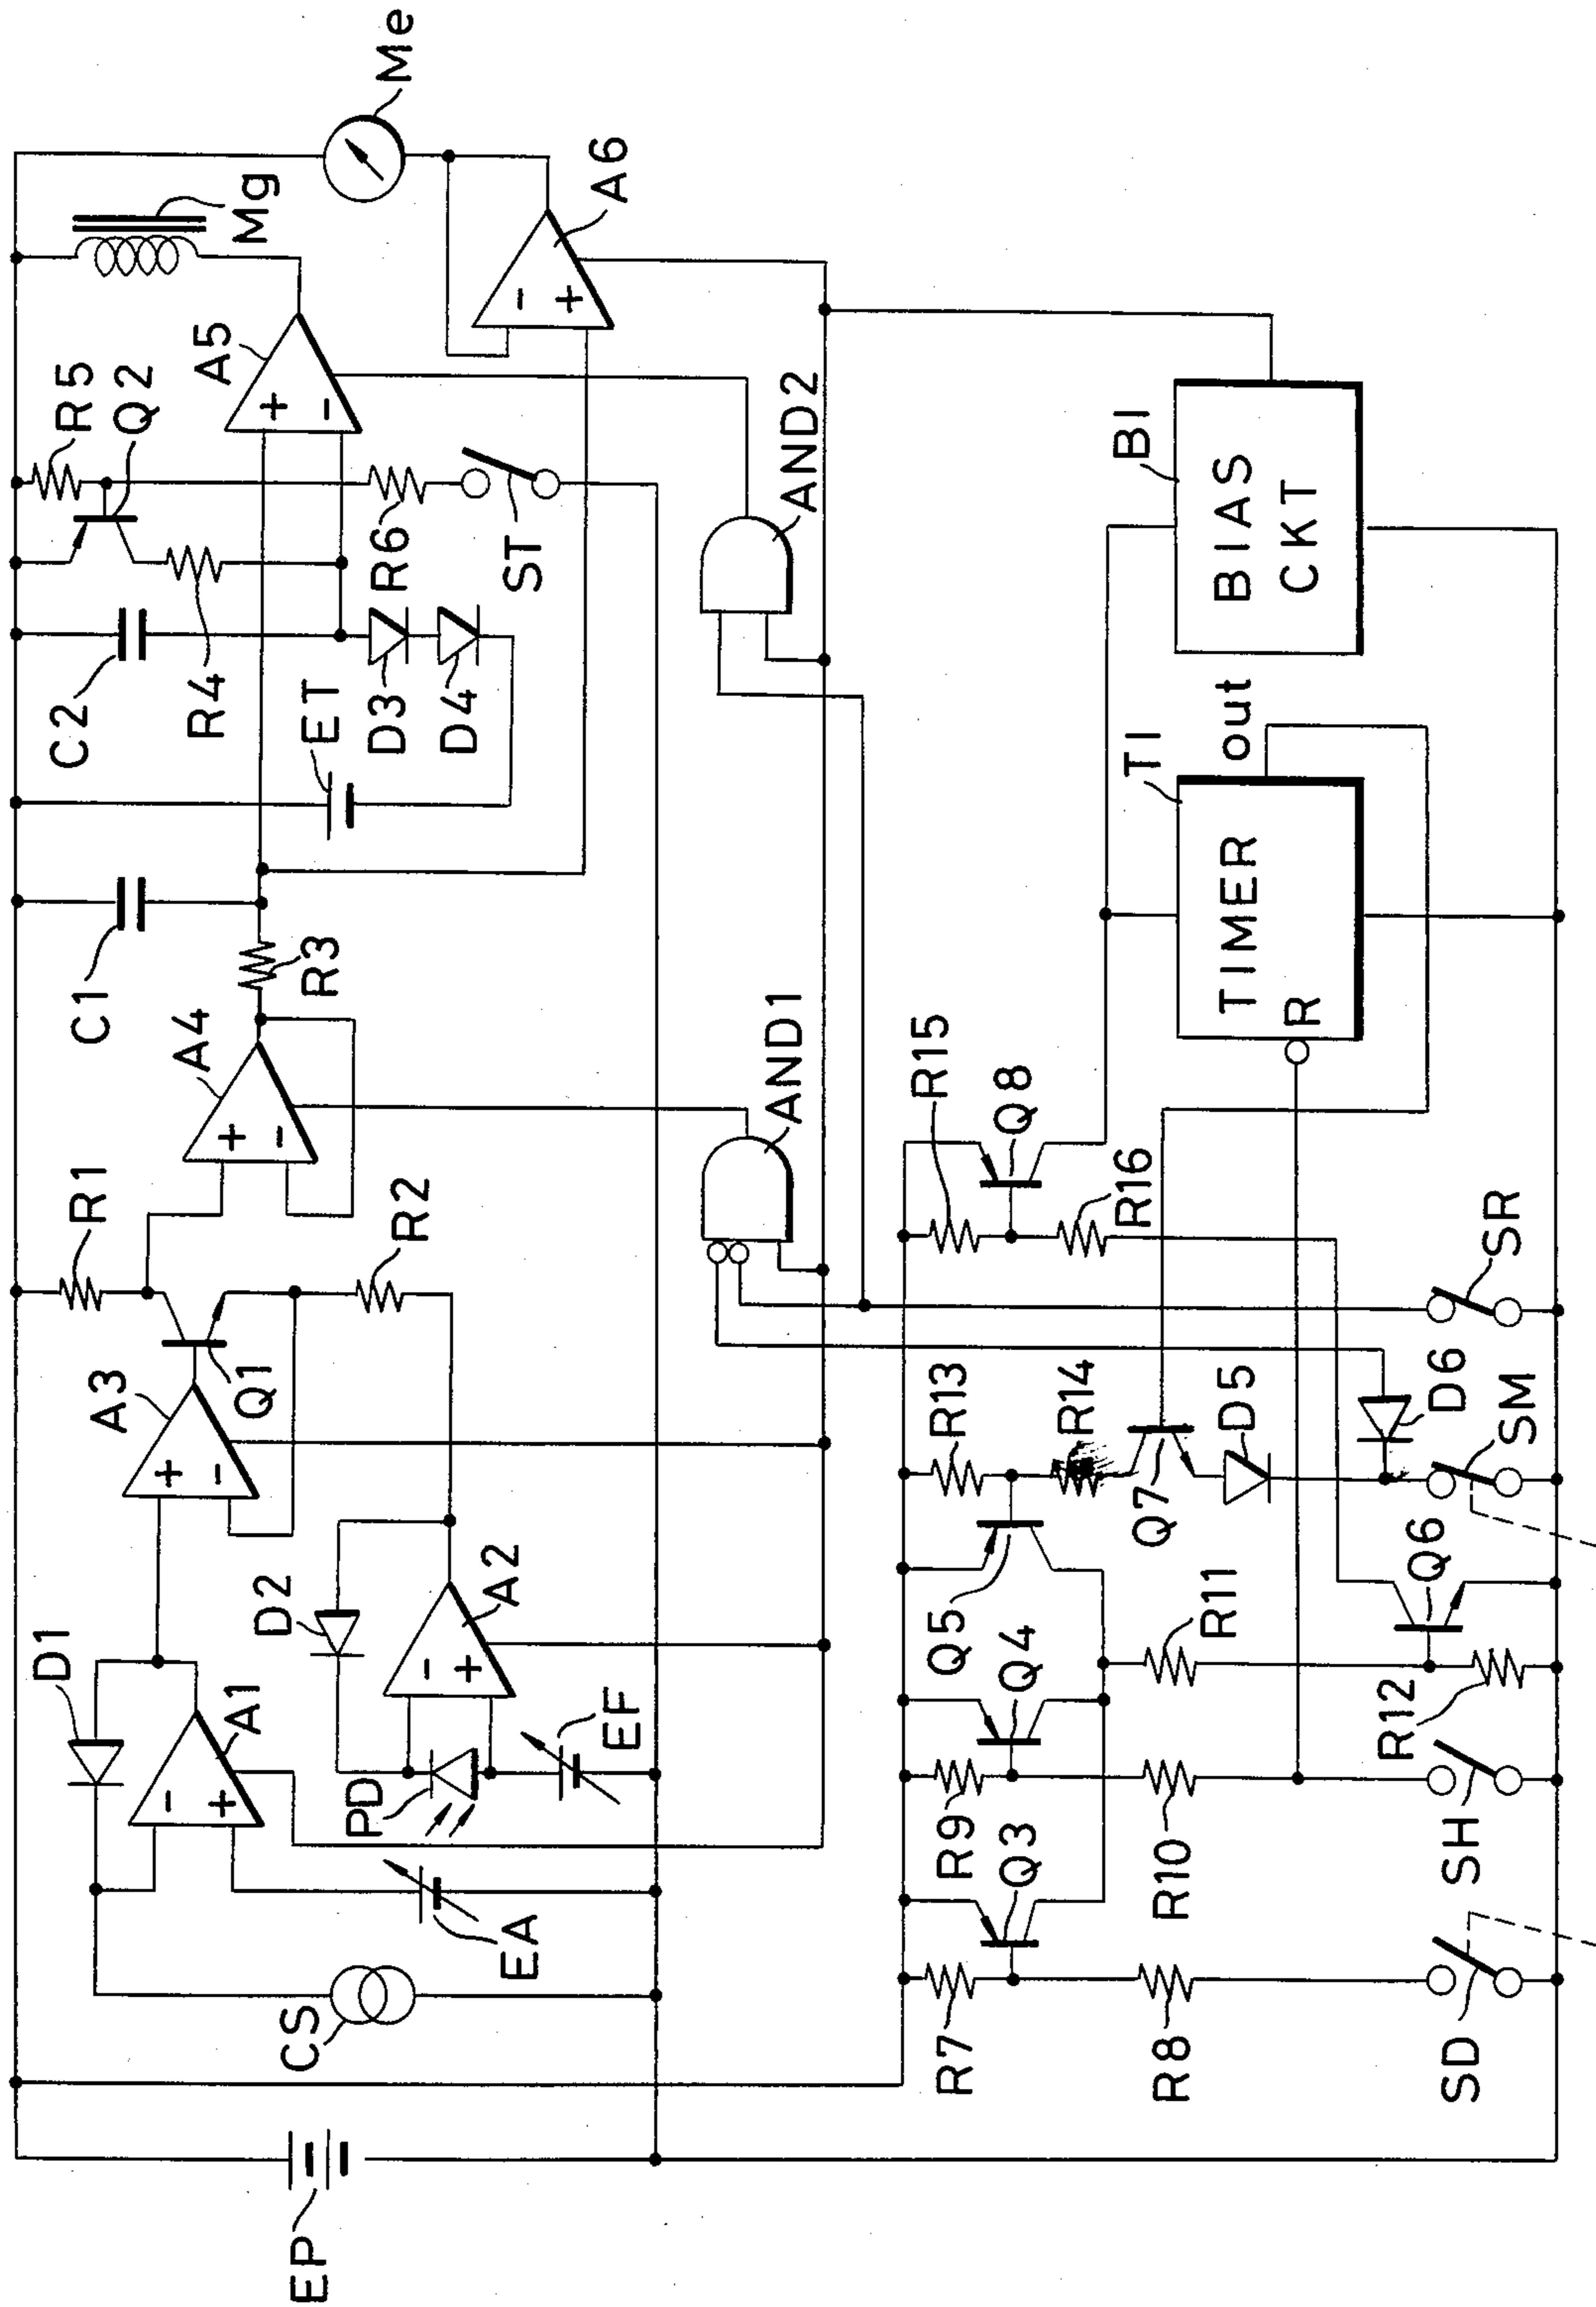 EP
CS
EA
D1
A1
PD
EF
D2
A2
A3
Q1
R1
R2
A4
R3
C1
C2
R4
ET
D3
D4
R5
Q2
R6
ST
A5
Mg
Me
A6
AND1
AND2
R7
R8
SD
Q3
R9
R10
SH
Q4
Q5
R11
R12
Q6
R13
R14
Q7
D5
D6
SM
SR
R15
Q8
R16
TI
TIMER
R
out
BI
BIAS
CKT
+
-
+
-
+
-
+
-
+
-
+
-